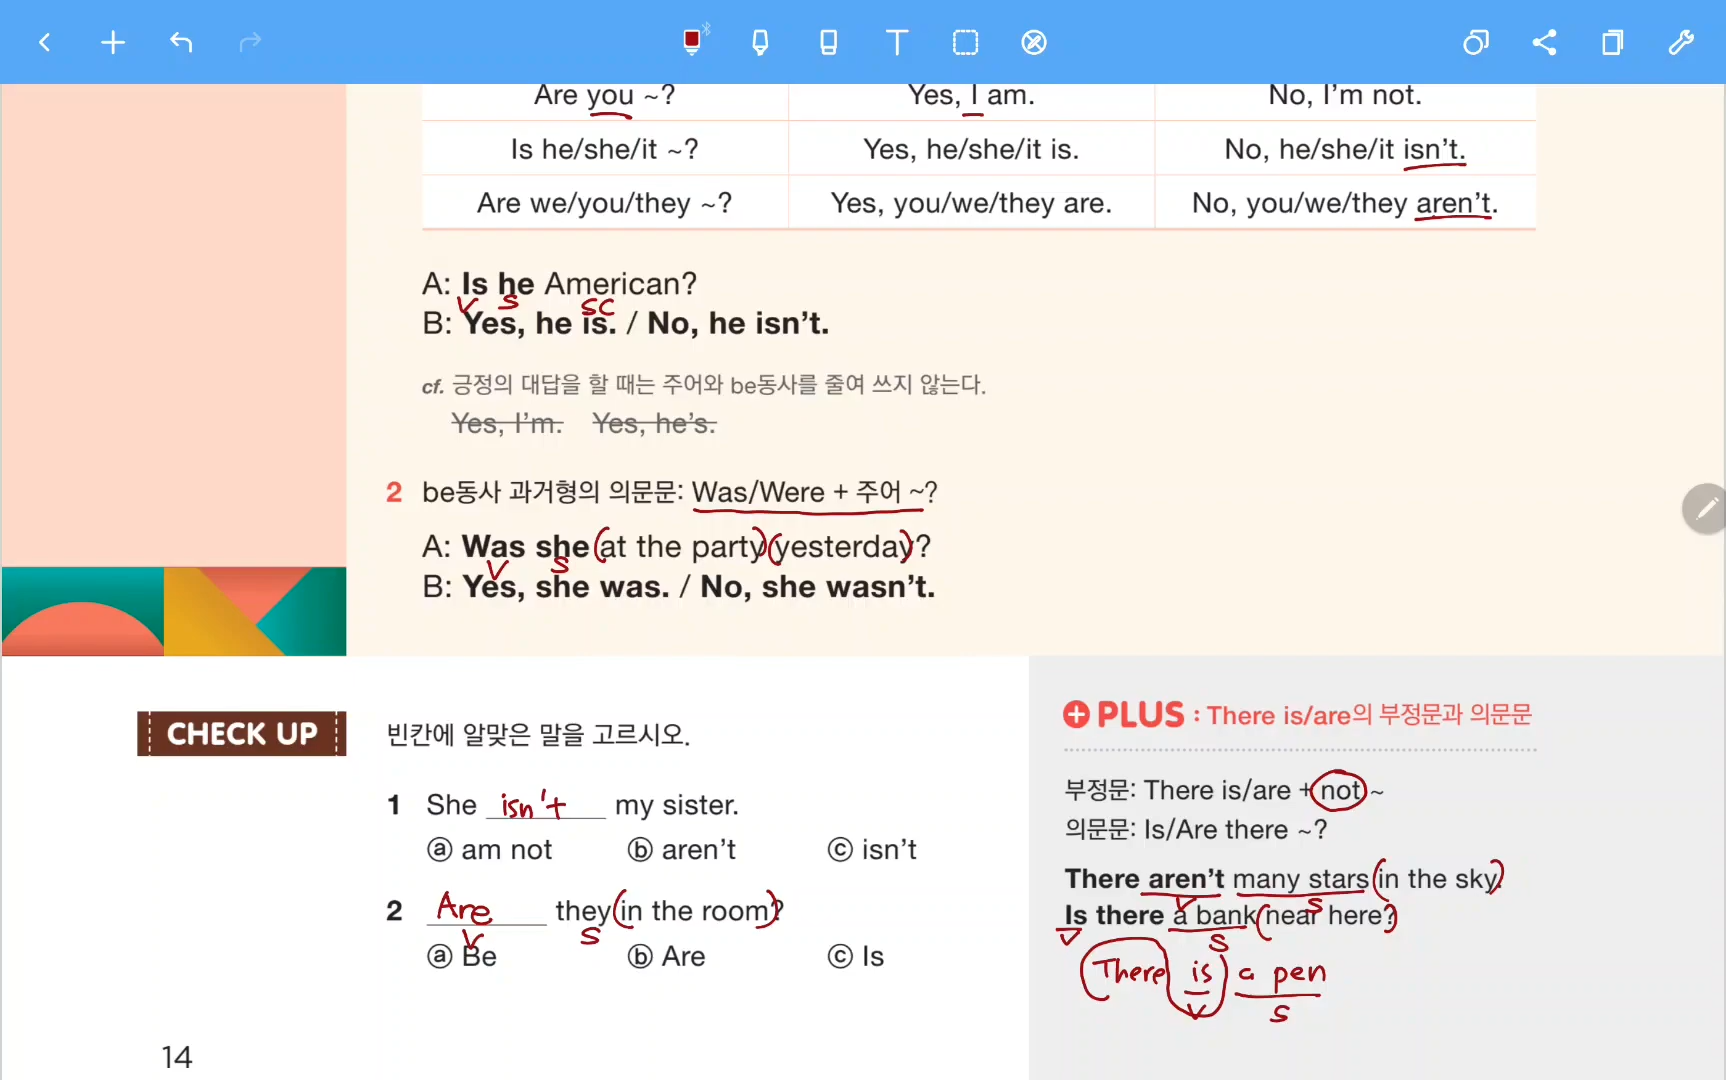 Are you ~? Yes, I am. No, I'm not.
Is he/she/it ~? Yes, he/she/it is. No, he/she/it isn't.
Are we/you/they ~? Yes, you/we/they are. No, you/we/they aren't.
A: Is he American?
V S SC
B: Yes, he is. / No, he isn't.
cf. 긍정의 대답을 할 때는 주어와 be동사를 줄여 쓰지 않는다.
Yes, I'm. Yes, he's.
2 be동사 과거형의 의문문: Was/Were + 주어 ~?
A: Was she (at the party) (yesterday)?
V S
B: Yes, she was. / No, she wasn't.
CHECK UP
빈칸에 알맞은 말을 고르시오.
1 She isn't my sister.
ⓐ am not ⓑ aren't ⓒ isn't
2 Are they (in the room)?
V S
ⓐ Be ⓑ Are ⓒ Is
14
PLUS : There is/are의 부정문과 의문문
부정문: There is/are + not ~
의문문: Is/Are there ~?
There aren't many stars (in the sky).
V S
Is there a bank (near here?)
V S
(There is) a pen
V S